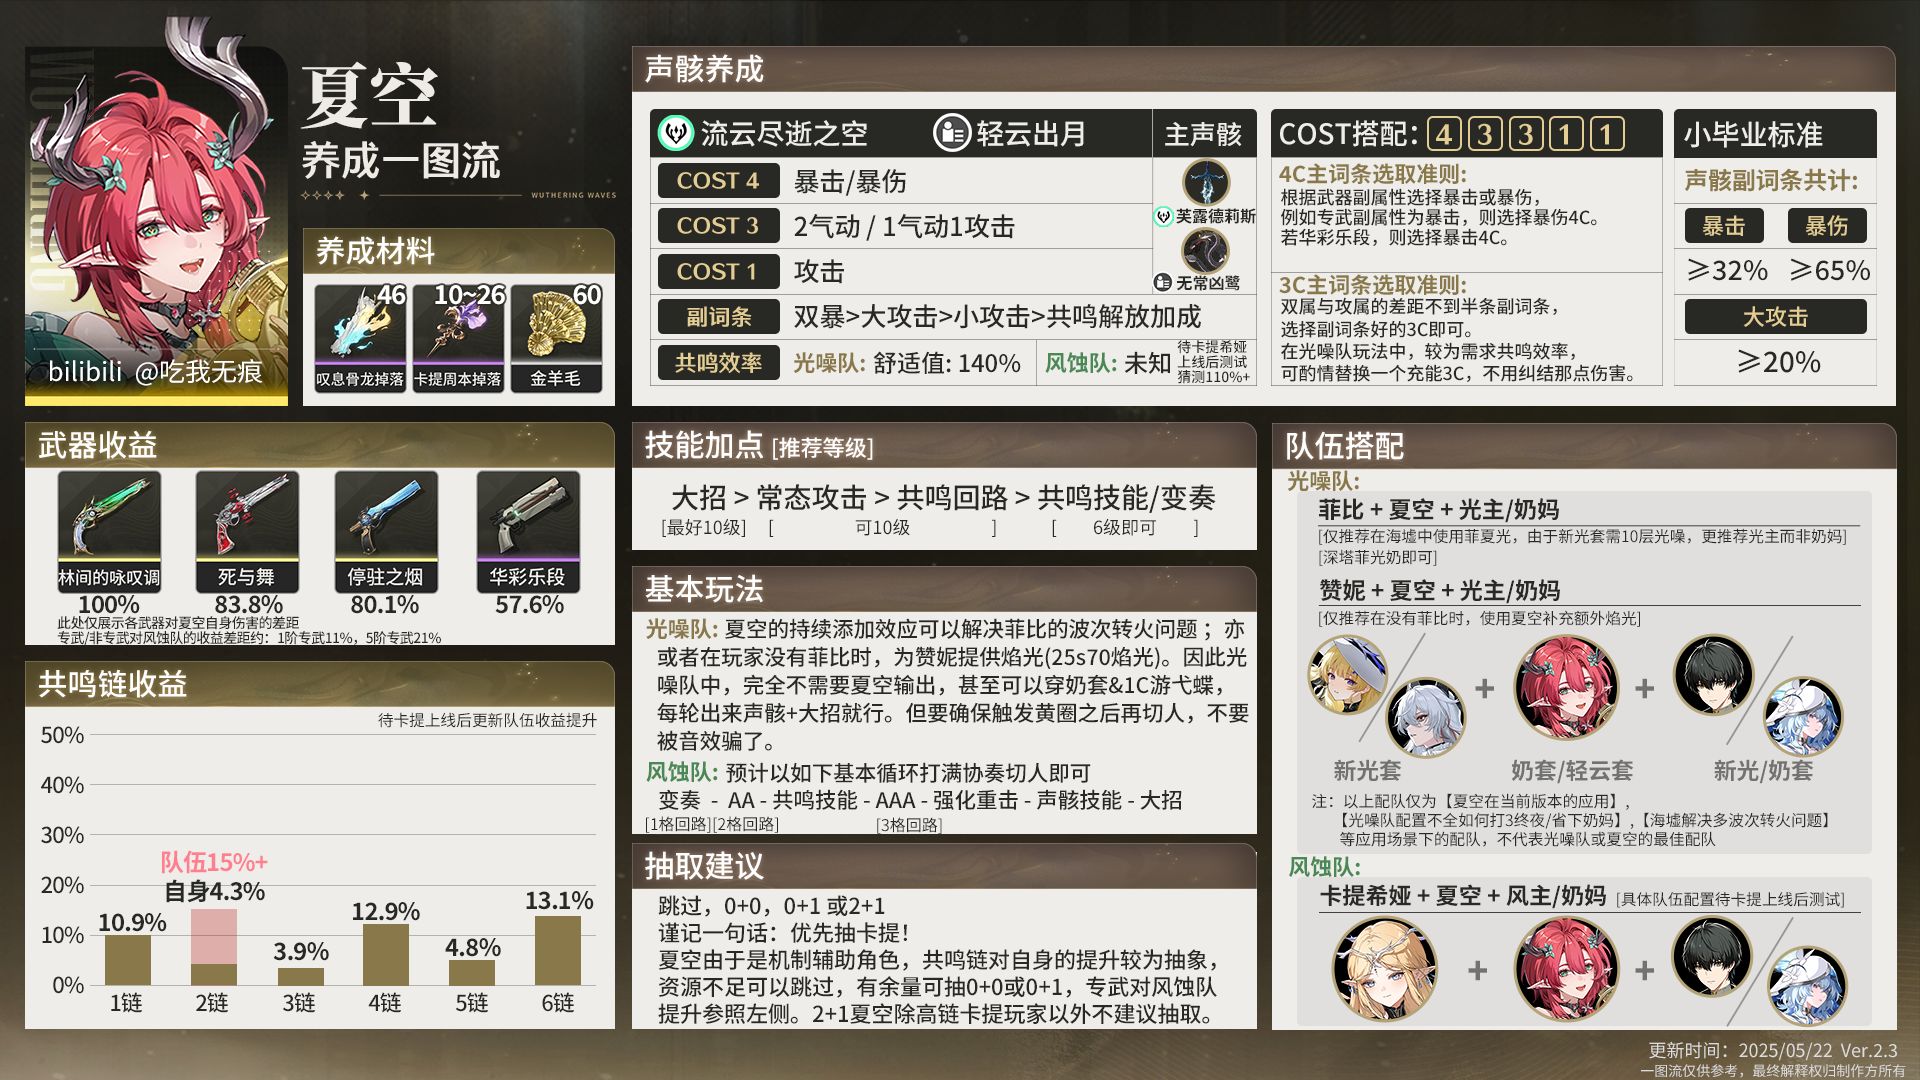 夏空
养成一图流
WUTHERING WAVES
bilibili @吃我无痕
养成材料
46
10~26
60
叹息骨龙掉落
卡提周本掉落
金羊毛
声骸养成
流云尽逝之空
轻云出月
主声骸
COST 4
暴击/暴伤
COST 3
2气动 / 1气动1攻击
COST 1
攻击
芙露德莉斯
无常凶鹭
副词条
双暴>大攻击>小攻击>共鸣解放加成
共鸣效率
光噪队: 舒适值: 140%
风蚀队: 未知
待卡提希娅
上线后测试
猜测110%+
COST搭配: 4 3 3 1 1
4C主词条选取准则:
根据武器副属性选择暴击或暴伤，
例如专武副属性为暴击，则选择暴伤4C。
若华彩乐段，则选择暴击4C。
3C主词条选取准则:
双属与攻属的差距不到半条副词条，
选择副词条好的3C即可。
在光噪队玩法中，较为需求共鸣效率，
可酌情替换一个充能3C，不用纠结那点伤害。
小毕业标准
声骸副词条共计:
暴击
暴伤
≥32%
≥65%
大攻击
≥20%
武器收益
林间的咏叹调
死与舞
停驻之烟
华彩乐段
100%
83.8%
80.1%
57.6%
此处仅展示各武器对夏空自身伤害的差距
专武/非专武对风蚀队的收益差距约：1阶专武11%，5阶专武21%
共鸣链收益
待卡提上线后更新队伍收益提升
50%
40%
30%
20%
10%
0%
队伍15%+
自身4.3%
10.9%
3.9%
12.9%
4.8%
13.1%
1链
2链
3链
4链
5链
6链
技能加点 [推荐等级]
大招 > 常态攻击 > 共鸣回路 > 共鸣技能/变奏
[最好10级] [ 可10级 ] [ 6级即可 ]
基本玩法
光噪队: 夏空的持续添加效应可以解决菲比的波次转火问题；亦
或者在玩家没有菲比时，为赞妮提供焰光(25s70焰光)。因此光
噪队中，完全不需要夏空输出，甚至可以穿奶套&1C游弋蝶，
每轮出来声骸+大招就行。但要确保触发黄圈之后再切人，不要
被音效骗了。
风蚀队: 预计以如下基本循环打满协奏切人即可
变奏 - AA - 共鸣技能 - AAA - 强化重击 - 声骸技能 - 大招
[1格回路][2格回路] [3格回路]
抽取建议
跳过，0+0，0+1 或2+1
谨记一句话：优先抽卡提！
夏空由于是机制辅助角色，共鸣链对自身的提升较为抽象，
资源不足可以跳过，有余量可抽0+0或0+1，专武对风蚀队
提升参照左侧。2+1夏空除高链卡提玩家以外不建议抽取。
队伍搭配
光噪队:
菲比 + 夏空 + 光主/奶妈
[仅推荐在海墟中使用菲夏光，由于新光套需10层光噪，更推荐光主而非奶妈]
[深塔菲光奶即可]
赞妮 + 夏空 + 光主/奶妈
[仅推荐在没有菲比时，使用夏空补充额外焰光]
+
+
新光套
奶套/轻云套
新光/奶套
注：以上配队仅为【夏空在当前版本的应用】,
【光噪队配置不全如何打3终夜/省下奶妈】,【海墟解决多波次转火问题】
等应用场景下的配队，不代表光噪队或夏空的最佳配队
风蚀队:
卡提希娅 + 夏空 + 风主/奶妈 [具体队伍配置待卡提上线后测试]
+
+
更新时间：2025/05/22 Ver.2.3
一图流仅供参考，最终解释权归制作方所有